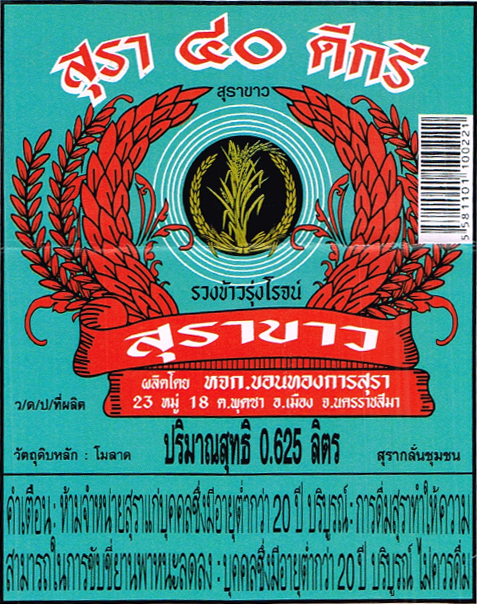 สุรา ๔๐ ดีกรี
สุราขาว
5 581101 100221
รวงข้าวรุ่งโรจน์
สุราขาว
ผลิตโดย หจก.ขอนทองการสุรา
23 หมู่ 18 ต.พุดซา อ.เมือง จ.นครราชสีมา
ว/ด/ป/ที่ผลิต
ปริมาณสุทธิ 0.625 ลิตร
วัตถุดิบหลัก : โมลาด
สุรากลั่นชุมชน
คำเตือน : ห้ามจำหน่ายสุราแก่บุคคลซึ่งมีอายุต่ำกว่า 20 ปี บริบูรณ์ : การดื่มสุราทำให้ความ
สามารถในการขับขี่ยานพาหนะลดลง : บุคคลซึ่งมีอายุต่ำกว่า 20 ปี บริบูรณ์ ไม่ควรดื่ม